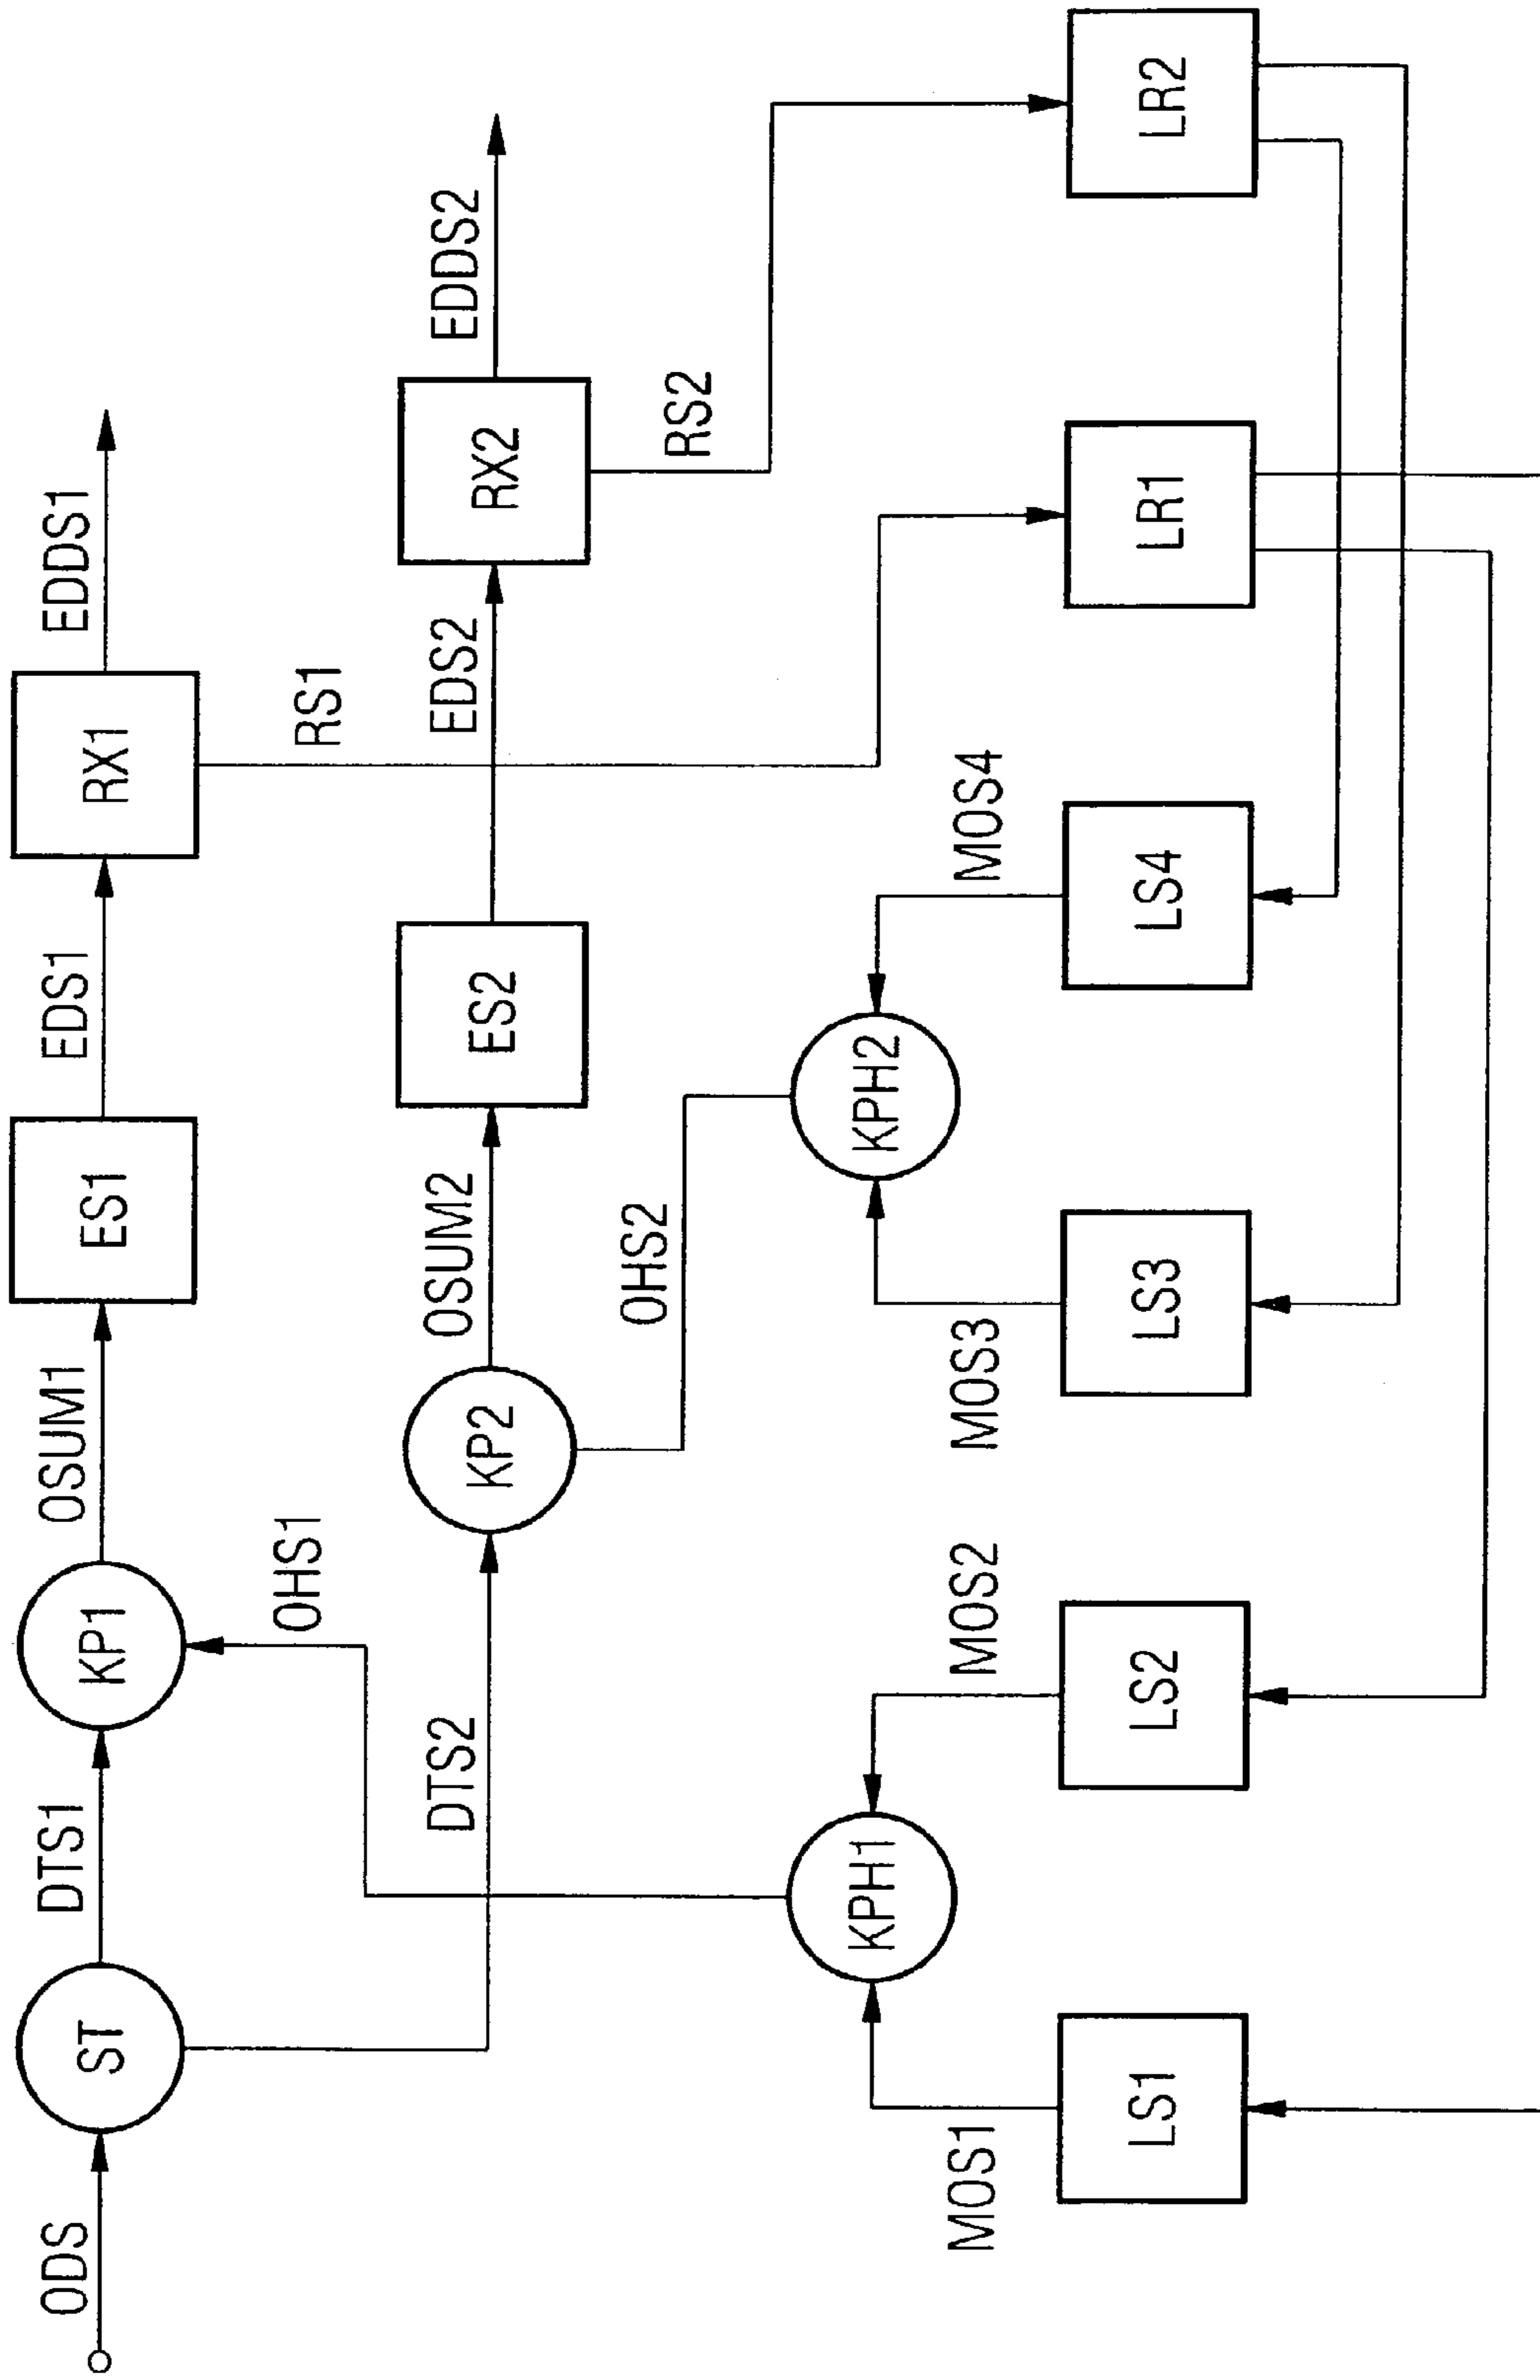 ODS
ST
DTS1
KP1
OSUM1
ES1
EDS1
RX1
EDDS1
OHS1
RS1
DTS2
KP2
OSUM2
ES2
EDS2
RX2
EDDS2
OHS2
RS2
KPH1
KPH2
MOS1
MOS2
MOS3
MOS4
LS1
LS2
LS3
LS4
LR1
LR2